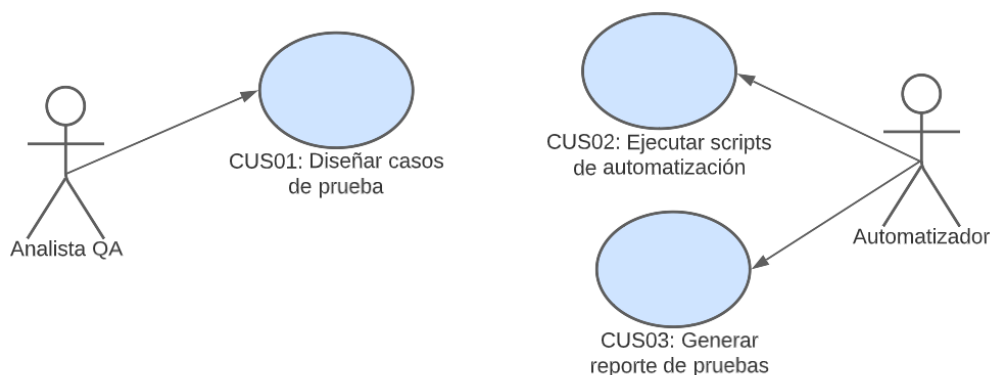 CUS01: Diseñar casos
de prueba
Analista QA
CUS02: Ejecutar scripts
de automatización
Automatizador
CUS03: Generar
reporte de pruebas